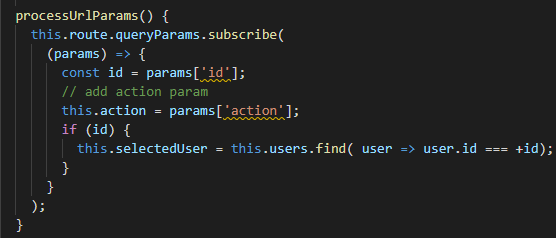 processUrlParams() {
this.route.queryParams.subscribe(
(params) => {
const id = params['id'];
// add action param
this.action = params['action'];
if (id) {
this.selectedUser = this.users.find( user => user.id === +id);
}
}
);
}